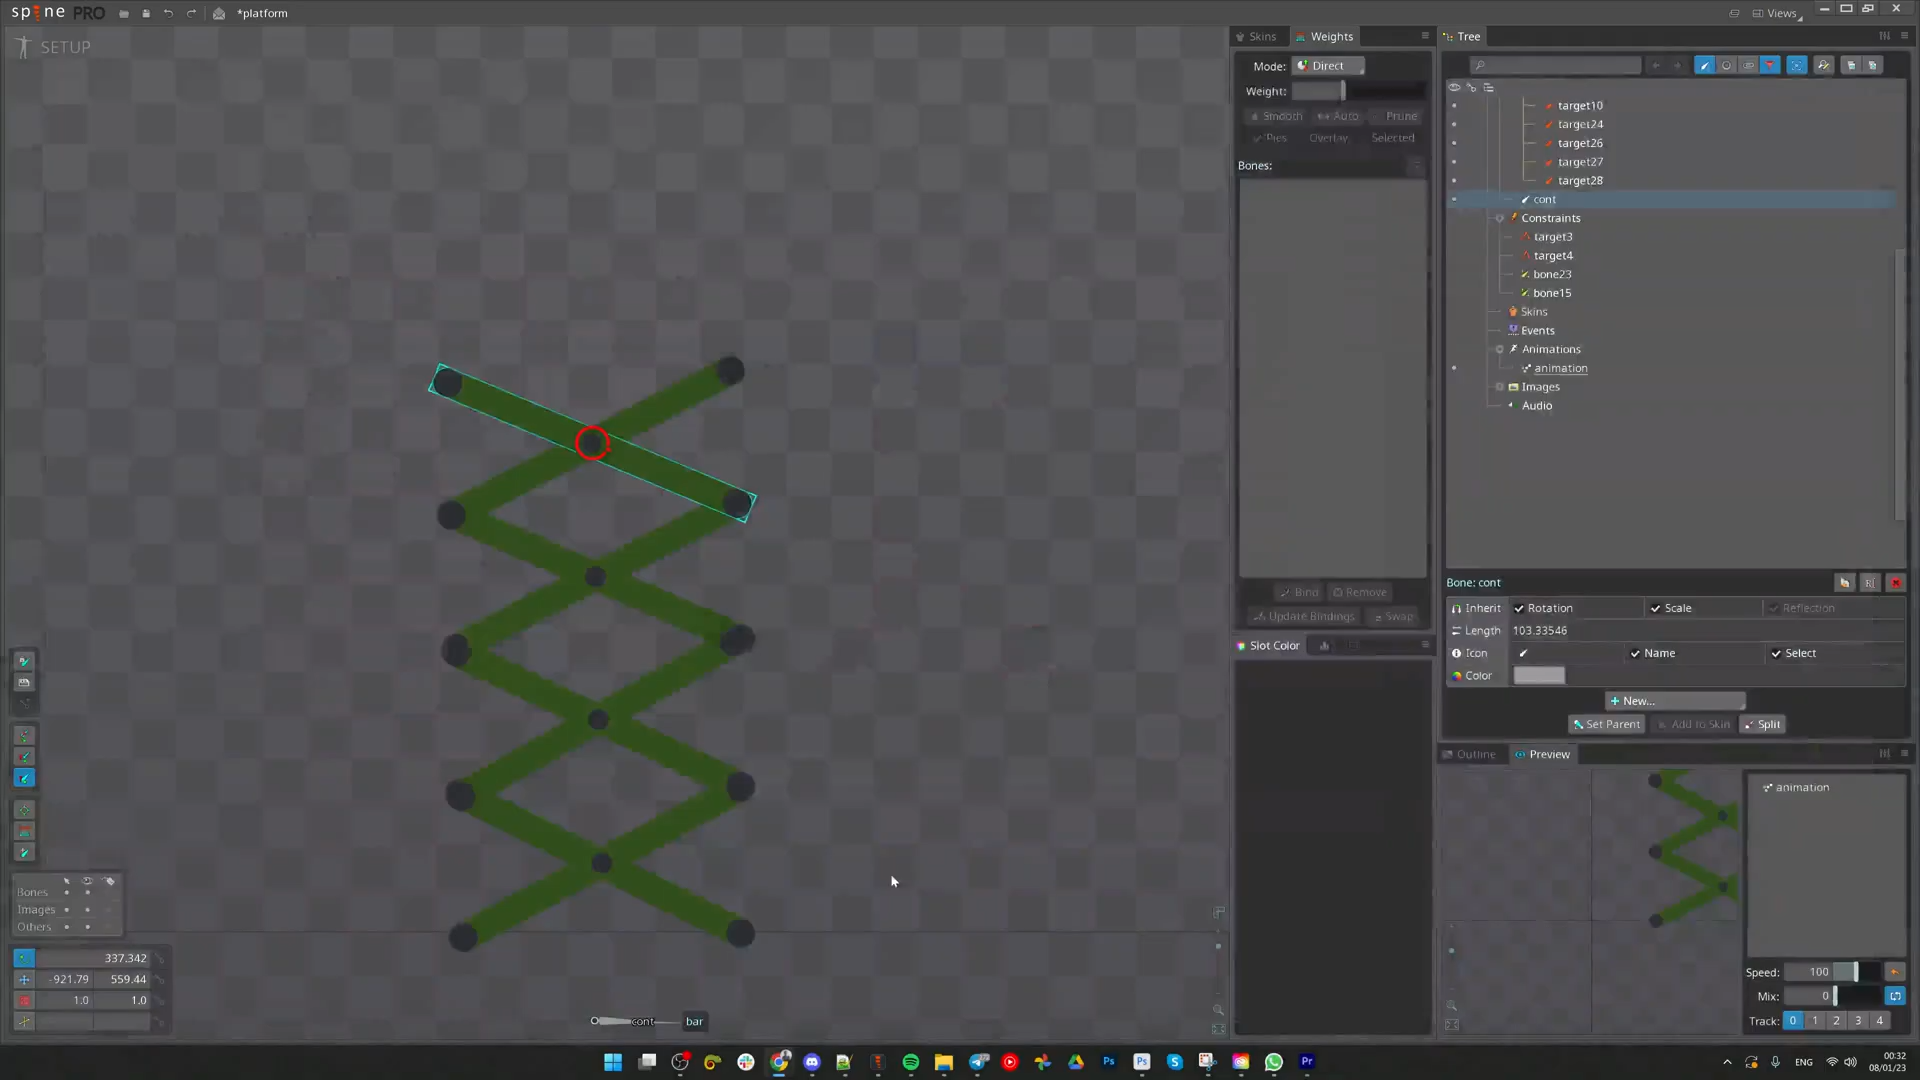 spine PRO
*platform
Views
SETUP
Skins
Weights
Mode:
Direct
Weight:
Smooth
Auto
Prune
Pies
Overlay
Selected
Bones:
Bind
Remove
Update Bindings
Swap
Slot Color
Tree
target10
target24
target26
target27
target28
cont
Constraints
target3
target4
bone23
bone15
Skins
Events
Animations
animation
Images
Audio
Bone: cont
Inherit
Rotation
Scale
Reflection
Length
103.33546
Icon
Name
Select
Color
New...
Set Parent
Add to Skin
Split
Outline
Preview
animation
Speed:
100
Mix:
0
Track:
0
1
2
3
4
Bones
Images
Others
337.342
-921.79
559.44
1.0
1.0
cont
bar
Ps
Ps
Pr
ENG
00:32
08/01/23